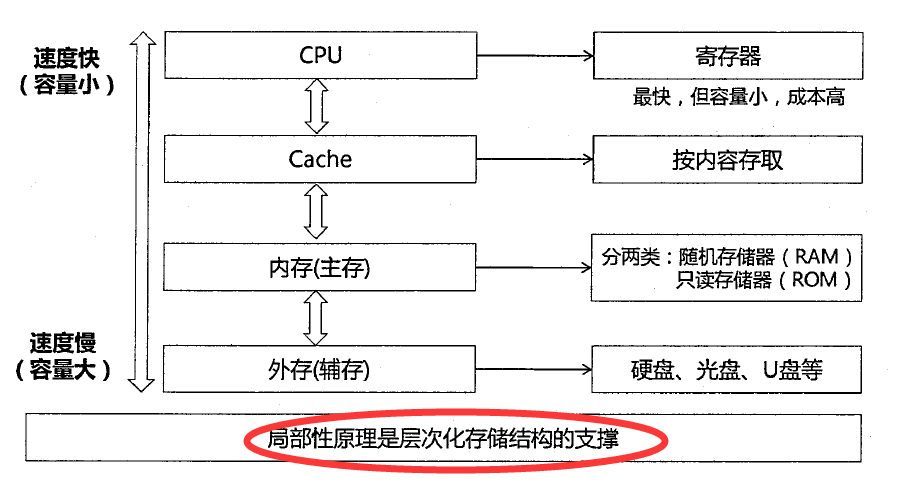 速度快
（容量小）
CPU
寄存器
最快，但容量小，成本高
Cache
按内容存取
内存(主存)
分两类：随机存储器（RAM）
只读存储器（ROM）
速度慢
（容量大）
外存(辅存)
硬盘、光盘、U盘等
局部性原理是层次化存储结构的支撑